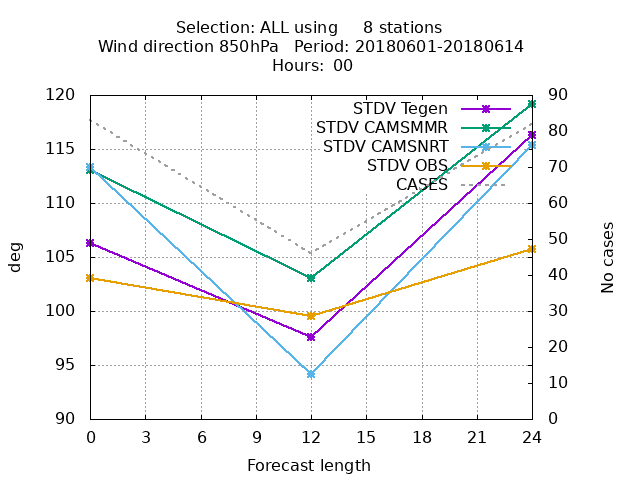 Selection: ALL using     8 stations
Wind direction 850hPa   Period: 20180601-20180614
Hours:  00
120
115
110
105
100
95
90
deg
90
80
70
60
50
40
30
20
10
0
No cases
STDV Tegen
STDV CAMSMMR
STDV CAMSNRT
STDV OBS
CASES
0 3 6 9 12 15 18 21 24
Forecast length